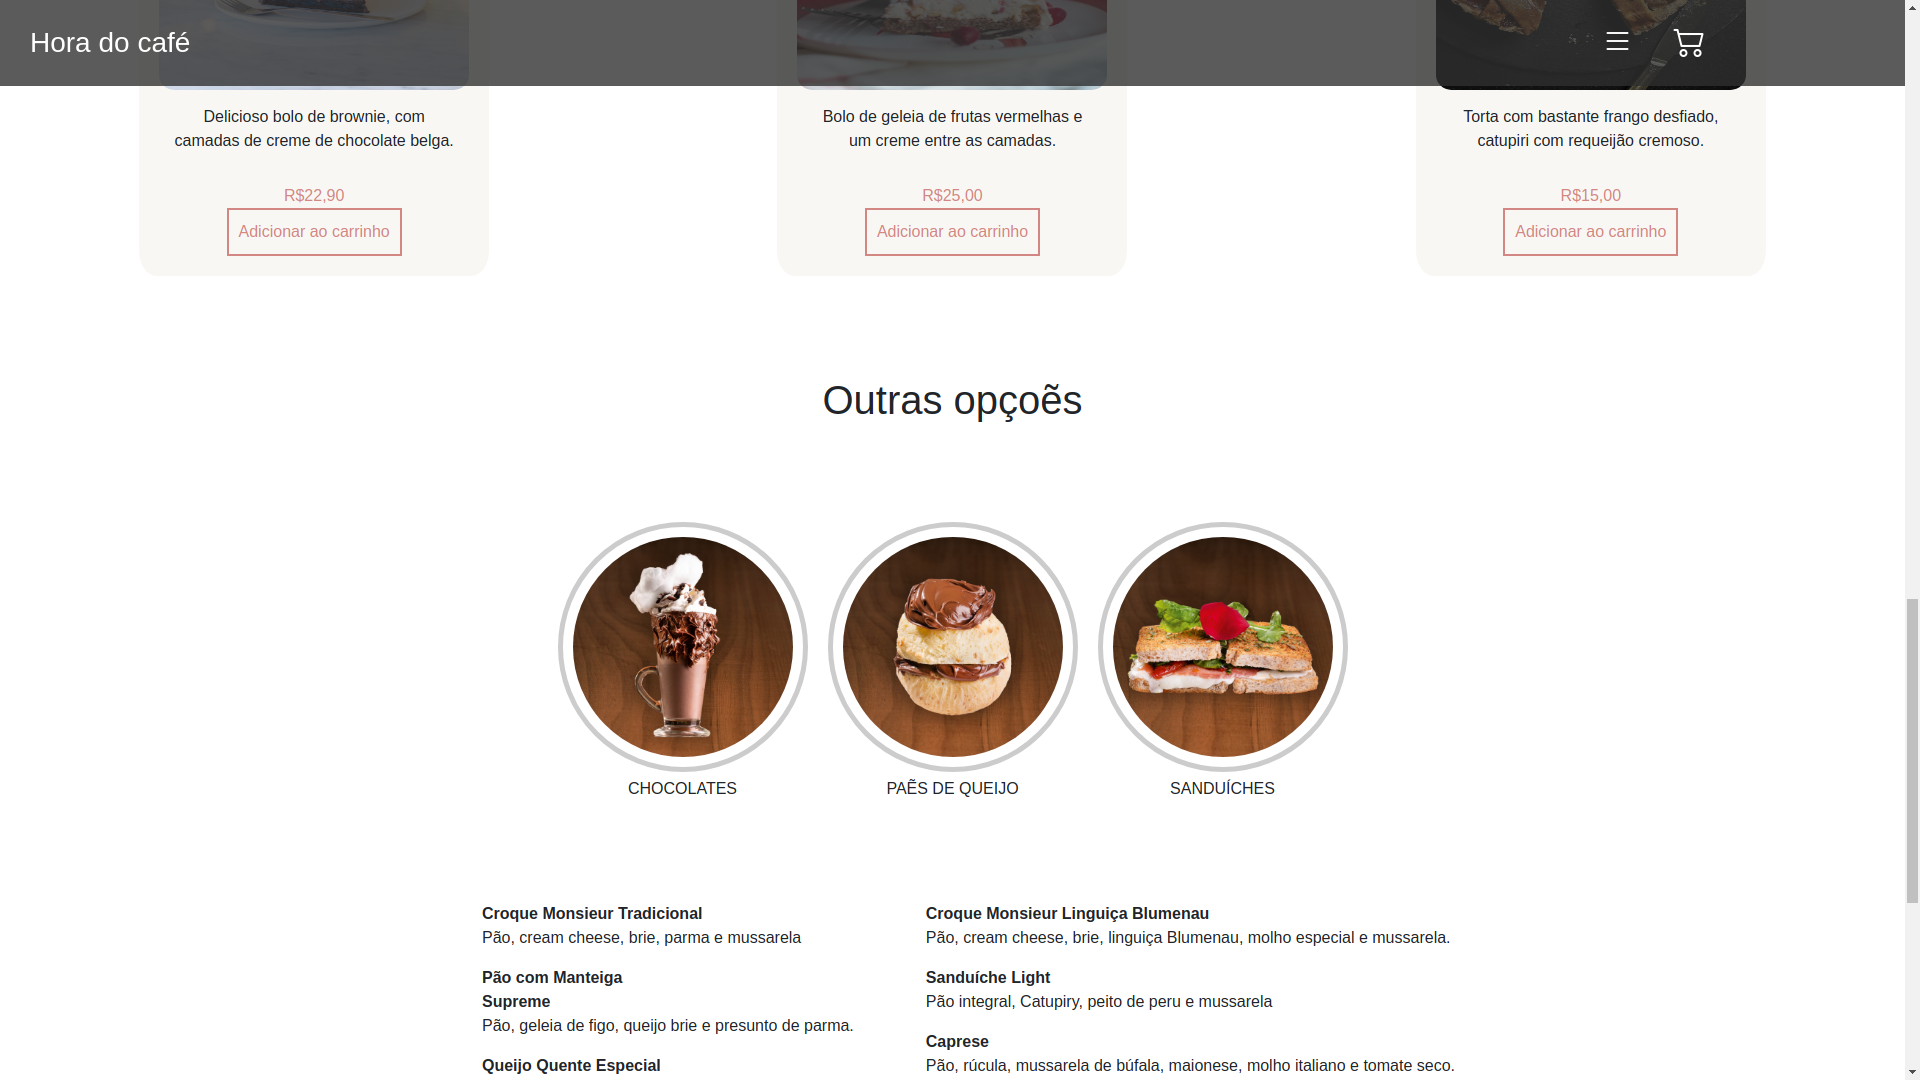 Hora do café
Delicioso bolo de brownie, com
camadas de creme de chocolate belga.
R$22,90
Adicionar ao carrinho
Bolo de geleia de frutas vermelhas e
um creme entre as camadas.
R$25,00
Adicionar ao carrinho
Torta com bastante frango desfiado,
catupiri com requeijão cremoso.
R$15,00
Adicionar ao carrinho
Outras opçoẽs
CHOCOLATES
PAẼS DE QUEIJO
SANDUÍCHES
Croque Monsieur Tradicional
Pão, cream cheese, brie, parma e mussarela
Pão com Manteiga
Supreme
Pão, geleia de figo, queijo brie e presunto de parma.
Queijo Quente Especial
Croque Monsieur Linguiça Blumenau
Pão, cream cheese, brie, linguiça Blumenau, molho especial e mussarela.
Sanduíche Light
Pão integral, Catupiry, peito de peru e mussarela
Caprese
Pão, rúcula, mussarela de búfala, maionese, molho italiano e tomate seco.